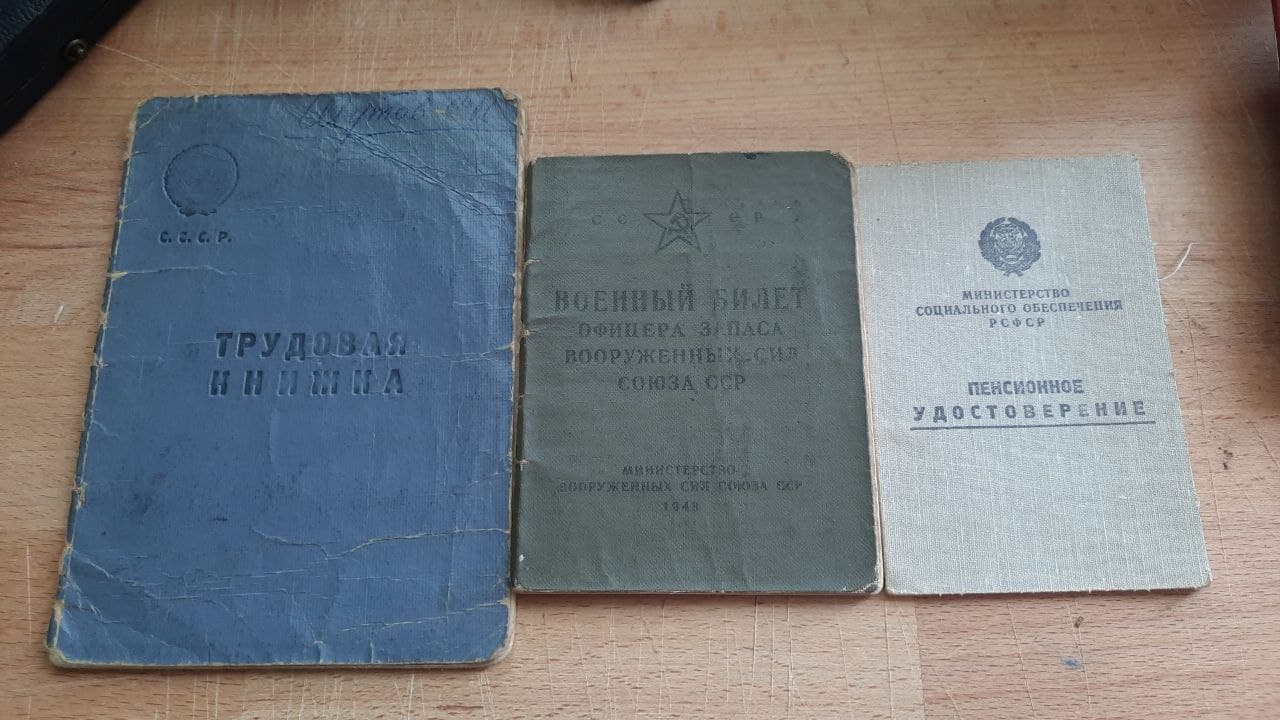 С. С. С. Р.
ТРУДОВАЯ
КНИЖКА
СССР
ВОЕННЫЙ БИЛЕТ
ОФИЦЕРА ЗАПАСА
ВООРУЖЕННЫХ СИЛ
СОЮЗА ССР
МИНИСТЕРСТВО
ВООРУЖЕННЫХ СИЛ СОЮЗА ССР
1948
МИНИСТЕРСТВО
СОЦИАЛЬНОГО ОБЕСПЕЧЕНИЯ
РСФСР
ПЕНСИОННОЕ
УДОСТОВЕРЕНИЕ